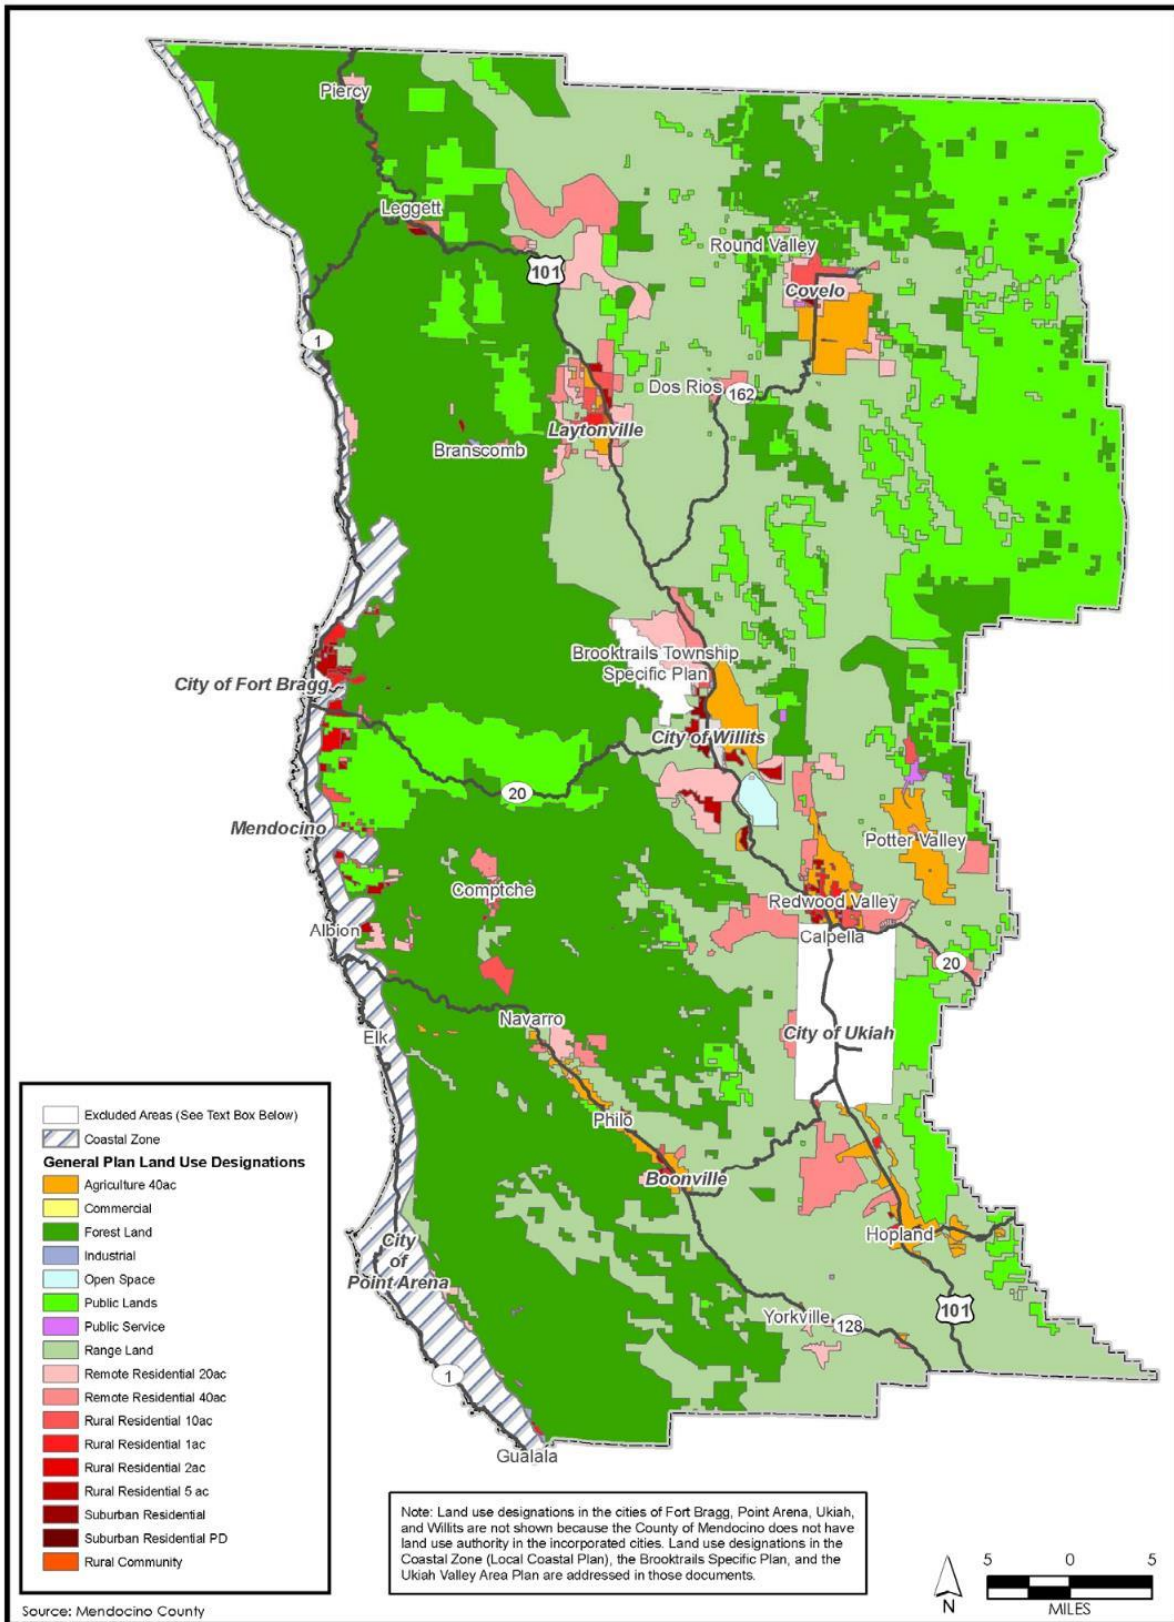 Piercy
Leggett
Round Valley
101
Covelo
1
Dos Rios
162
Laytonville
Branscomb
Brooktrails Township
Specific Plan
City of Fort Bragg
City of Willits
20
Mendocino
Potter Valley
Comptche
Redwood Valley
Albion
Calpella
20
Navarro
City of Ukiah
Elk
Philo
Boonville
Hopland
City
of
Point Arena
Yorkville
128
101
1
Gualala
Excluded Areas (See Text Box Below)
Coastal Zone
General Plan Land Use Designations
Agriculture 40ac
Commercial
Forest Land
Industrial
Open Space
Public Lands
Public Service
Range Land
Remote Residential 20ac
Remote Residential 40ac
Rural Residential 10ac
Rural Residential 1ac
Rural Residential 2ac
Rural Residential 5 ac
Suburban Residential
Suburban Residential PD
Rural Community
Note: Land use designations in the cities of Fort Bragg, Point Arena, Ukiah,
and Willits are not shown because the County of Mendocino does not have
land use authority in the incorporated cities. Land use designations in the
Coastal Zone (Local Coastal Plan), the Brooktrails Specific Plan, and the
Ukiah Valley Area Plan are addressed in those documents.
N
5 0 5
MILES
Source: Mendocino County